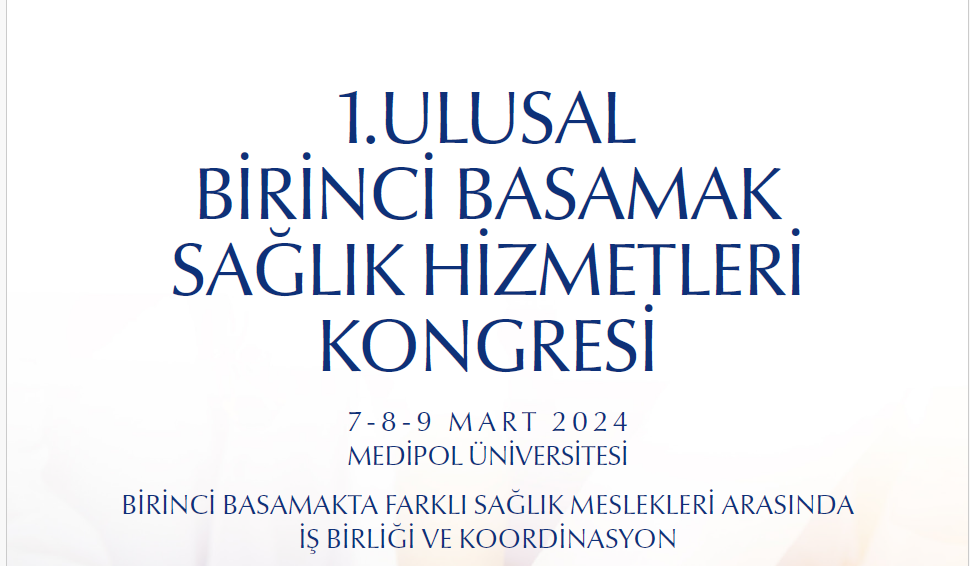 1.ULUSAL
BİRİNCİ BASAMAK
SAĞLIK HİZMETLERİ
KONGRESİ
7-8-9 MART 2024
MEDİPOL ÜNİVERSİTESİ
BİRİNCİ BASAMAKTA FARKLI SAĞLIK MESLEKLERİ ARASINDA
İŞ BİRLİĞİ VE KOORDİNASYON